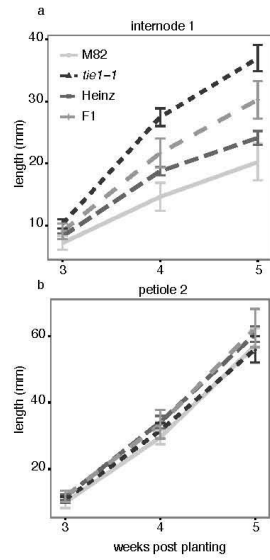 a
internode 1
40
30
20
10
length (mm)
M82
tie1-1
Heinz
F1
3
4
5
b
petiole 2
60
40
20
length (mm)
3
4
5
weeks post planting